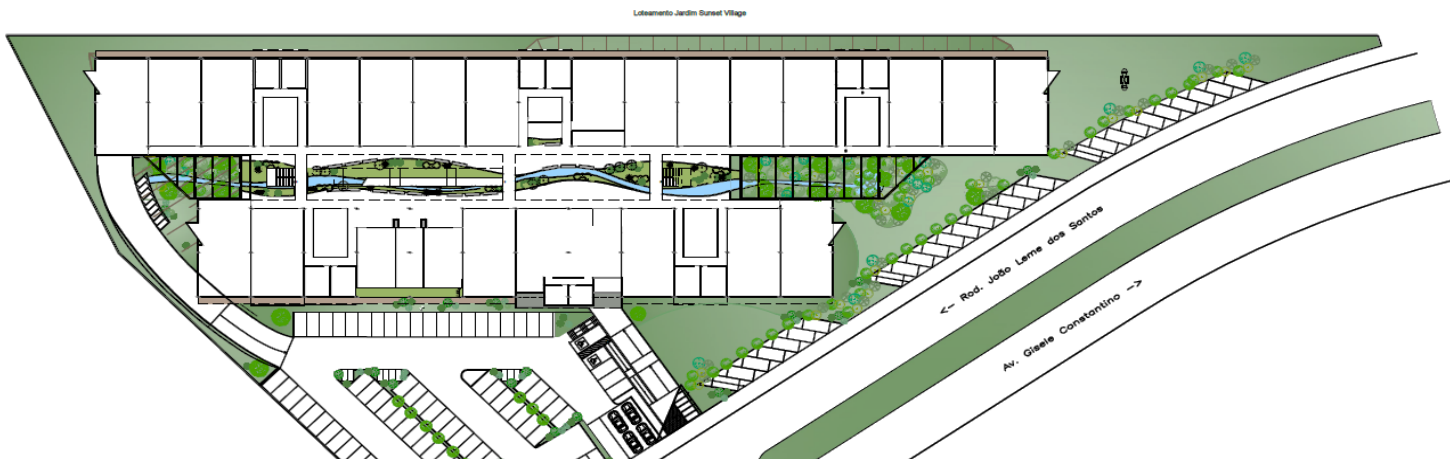 Loteamento Jardim Sunset Village
<-- Rod. João Leme dos Santos
Av. Gisele Constantino -->